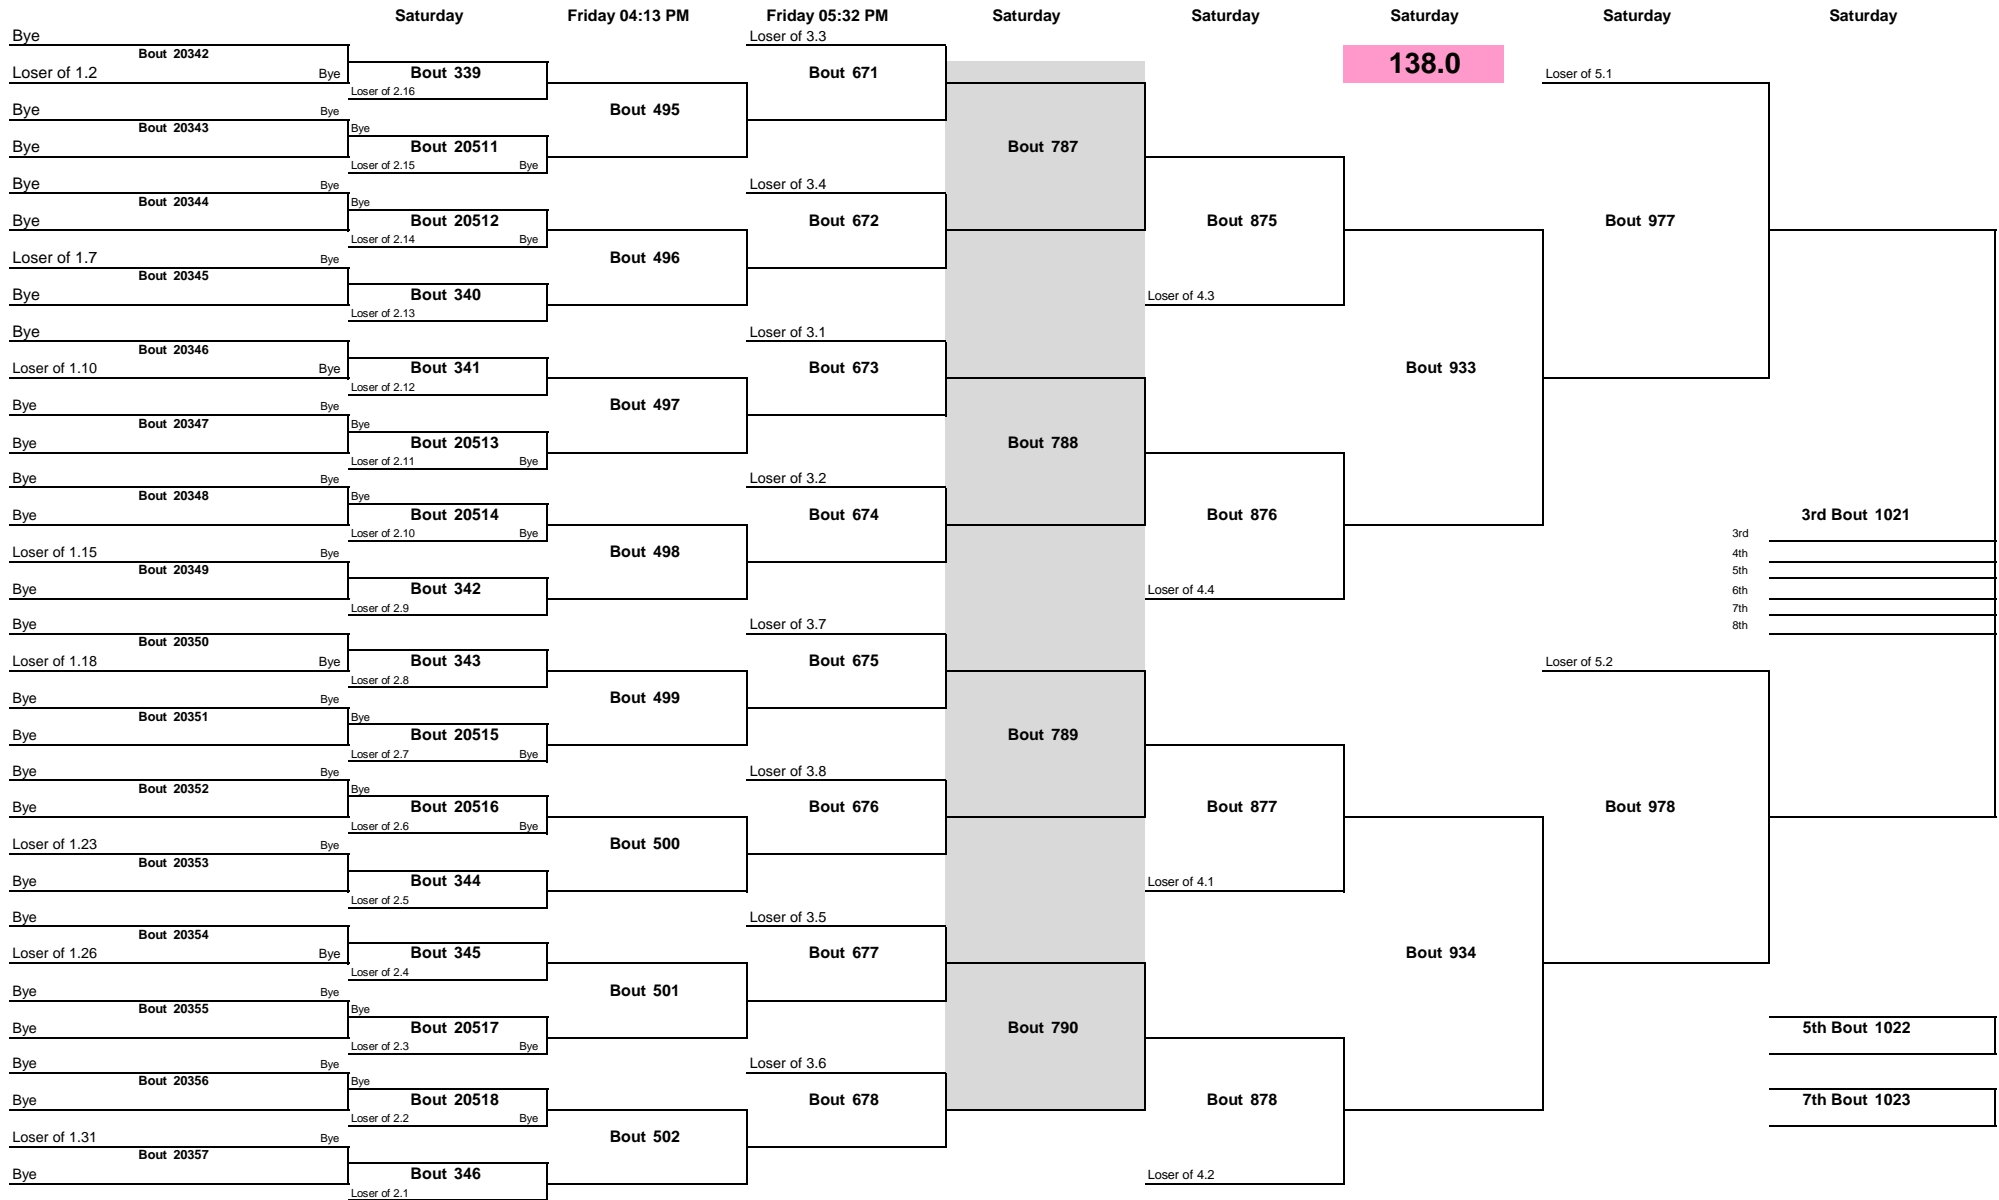 Saturday Friday 04:13 PM Friday 05:32 PM Saturday Saturday Saturday Saturday Saturday
138.0
Bye
Bout 20342
Loser of 1.2 Bye
Bye Bye
Bout 20343
Bye
Bye Bye
Bout 20344
Bye
Loser of 1.7 Bye
Bout 20345
Bye
Bye
Bout 20346
Loser of 1.10 Bye
Bye Bye
Bout 20347
Bye
Bye Bye
Bout 20348
Bye
Loser of 1.15 Bye
Bout 20349
Bye
Bye
Bout 20350
Loser of 1.18 Bye
Bye Bye
Bout 20351
Bye
Bye Bye
Bout 20352
Bye
Loser of 1.23 Bye
Bout 20353
Bye
Bye
Bout 20354
Loser of 1.26 Bye
Bye Bye
Bout 20355
Bye
Bye Bye
Bout 20356
Bye
Loser of 1.31 Bye
Bout 20357
Bye
Bout 339
Loser of 2.16
Bye
Bout 20511
Loser of 2.15 Bye
Bye
Bout 20512
Loser of 2.14 Bye
Bout 340
Loser of 2.13
Bout 341
Loser of 2.12
Bye
Bout 20513
Loser of 2.11 Bye
Bye
Bout 20514
Loser of 2.10 Bye
Bout 342
Loser of 2.9
Bout 343
Loser of 2.8
Bye
Bout 20515
Loser of 2.7 Bye
Bye
Bout 20516
Loser of 2.6 Bye
Bout 344
Loser of 2.5
Bout 345
Loser of 2.4
Bye
Bout 20517
Loser of 2.3 Bye
Bye
Bout 20518
Loser of 2.2 Bye
Bout 346
Loser of 2.1
Bout 495
Bout 496
Bout 497
Bout 498
Bout 499
Bout 500
Bout 501
Bout 502
Loser of 3.3
Bout 671
Loser of 3.4
Bout 672
Loser of 3.1
Bout 673
Loser of 3.2
Bout 674
Loser of 3.7
Bout 675
Loser of 3.8
Bout 676
Loser of 3.5
Bout 677
Loser of 3.6
Bout 678
Bout 787
Bout 788
Bout 789
Bout 790
Bout 875
Loser of 4.3
Bout 876
Loser of 4.4
Bout 877
Loser of 4.1
Bout 878
Loser of 4.2
Bout 933
Bout 934
Loser of 5.1
Bout 977
Loser of 5.2
Bout 978
3rd Bout 1021
3rd
4th
5th
6th
7th
8th
5th Bout 1022
7th Bout 1023